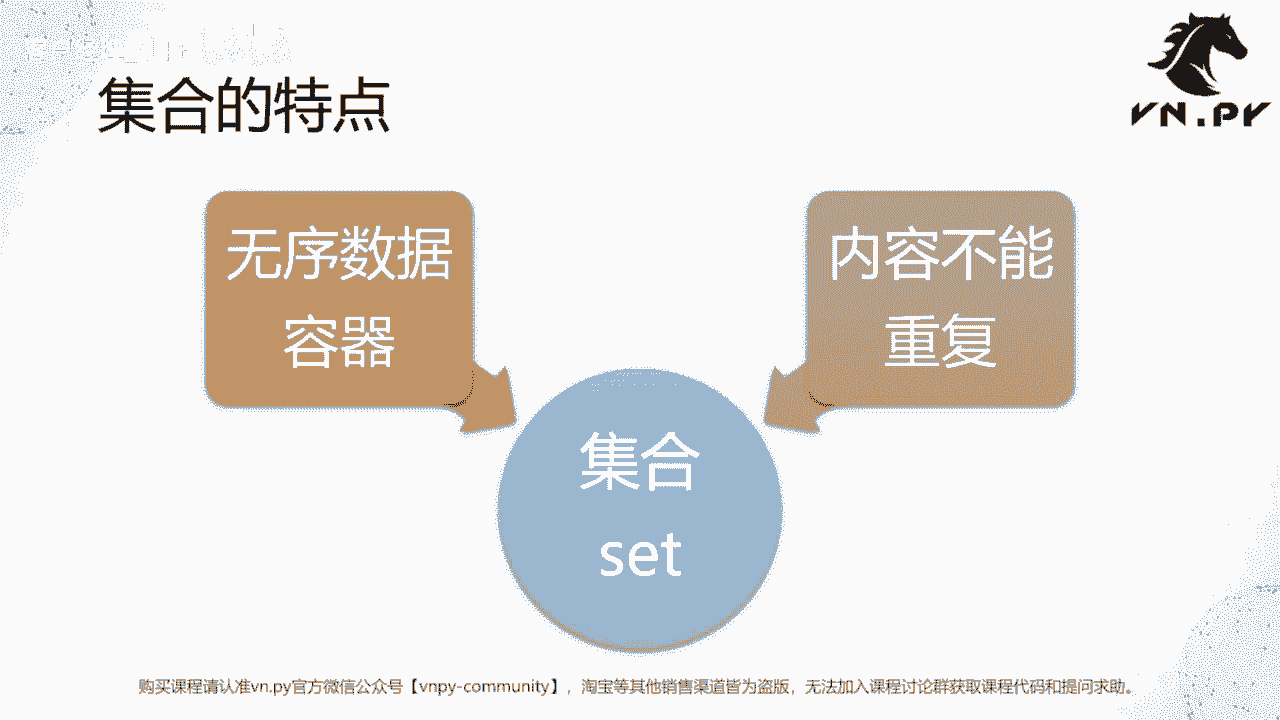 集合的特点
VN.PY
无序数据
容器
内容不能
重复
集合
set
购买课程请认准vn.py官方微信公众号【vnpy-community】，淘宝等其他销售渠道皆为盗版，无法加入课程讨论群获取课程代码和提问求助。